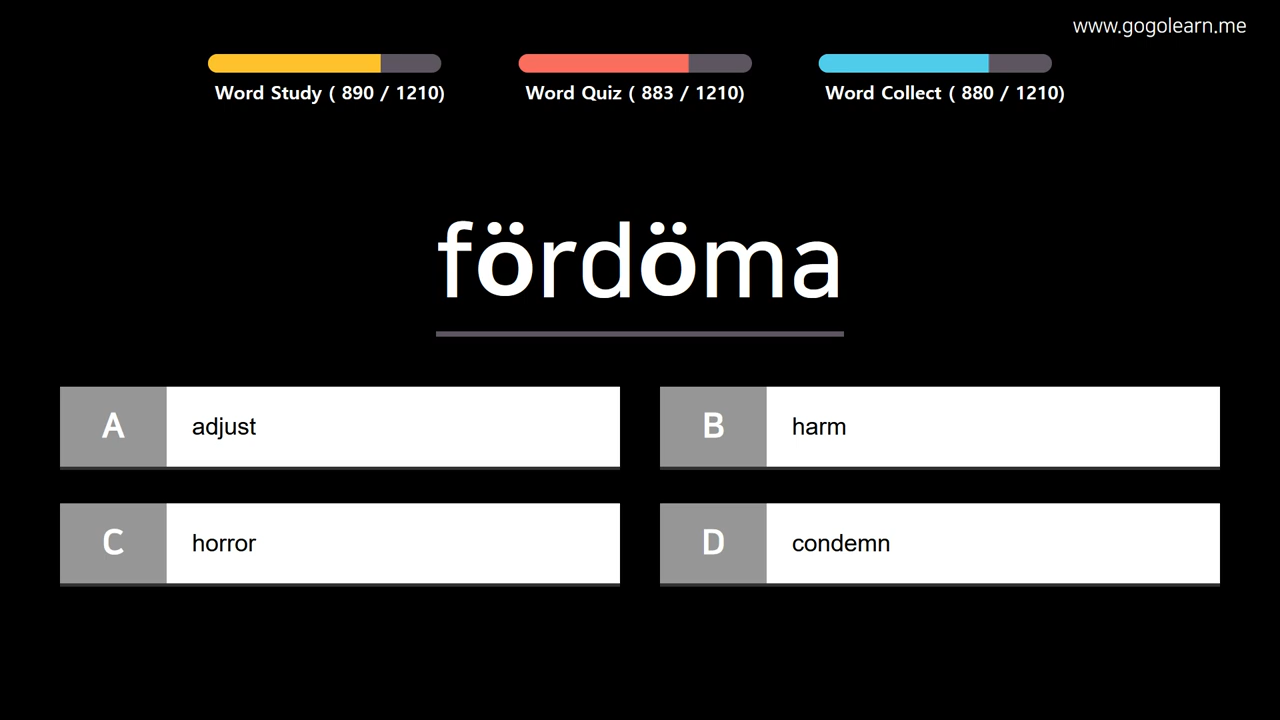 www.gogolearn.me
Word Study ( 890 / 1210)
Word Quiz ( 883 / 1210)
Word Collect ( 880 / 1210)
fördöma
A adjust
B harm
C horror
D condemn